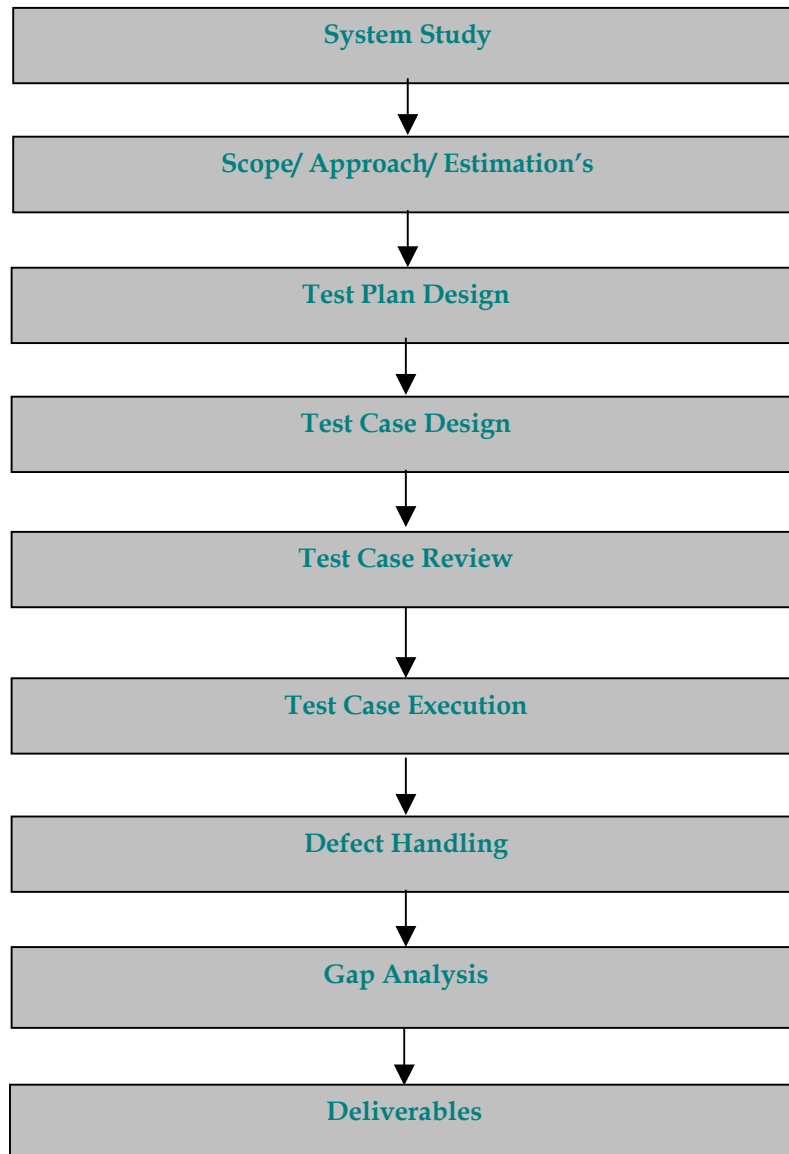 System Study
Scope/ Approach/ Estimation’s
Test Plan Design
Test Case Design
Test Case Review
Test Case Execution
Defect Handling
Gap Analysis
Deliverables